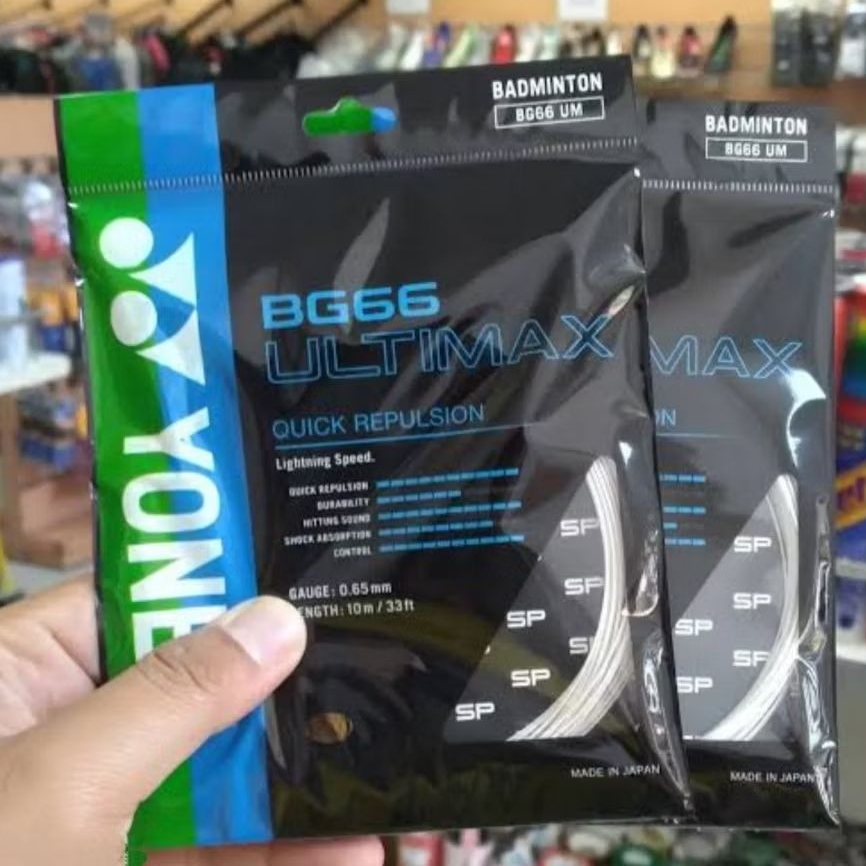 BADMINTON
BG66 UM
YONE
BG66
ULTIMAX
QUICK REPULSION
Lightning Speed.
QUICK REPULSION
DURABILITY
HITTING SOUND
SHOCK ABSORPTION
CONTROL
GAUGE: 0.65mm
ENGTH: 10m / 33ft
SP
SP
SP
SP
SP
SP
MADE IN JAPAN
BADMINTON
BG66 UM
MAX
ON
SP
SP
SP
SP
SP
MADE IN JAPAN